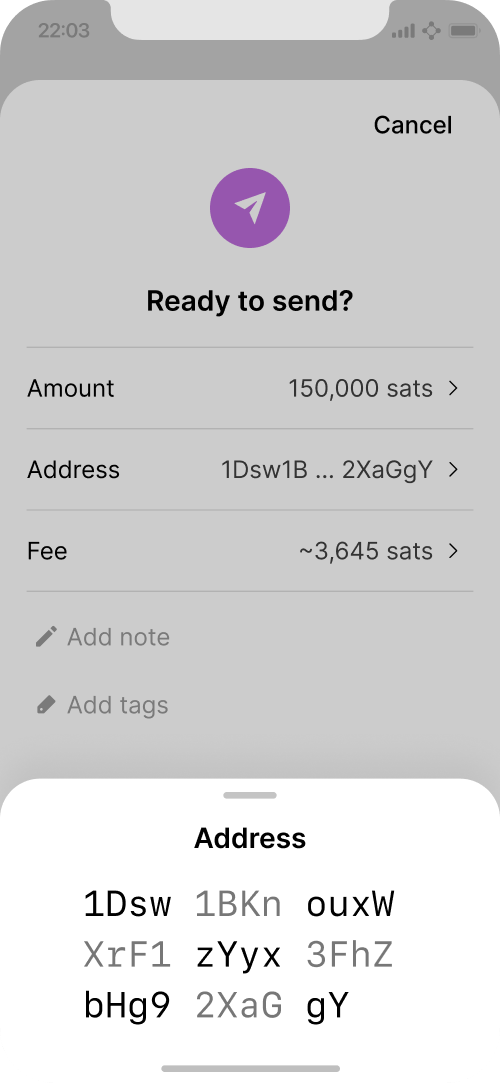 22:03
Cancel
Ready to send?
Amount 150,000 sats
Address 1Dsw1B ... 2XaGgY
Fee ~3,645 sats
Add note
Add tags
Address
1Dsw 1BKn ouxW
XrF1 zYyx 3FhZ
bHg9 2XaG gY